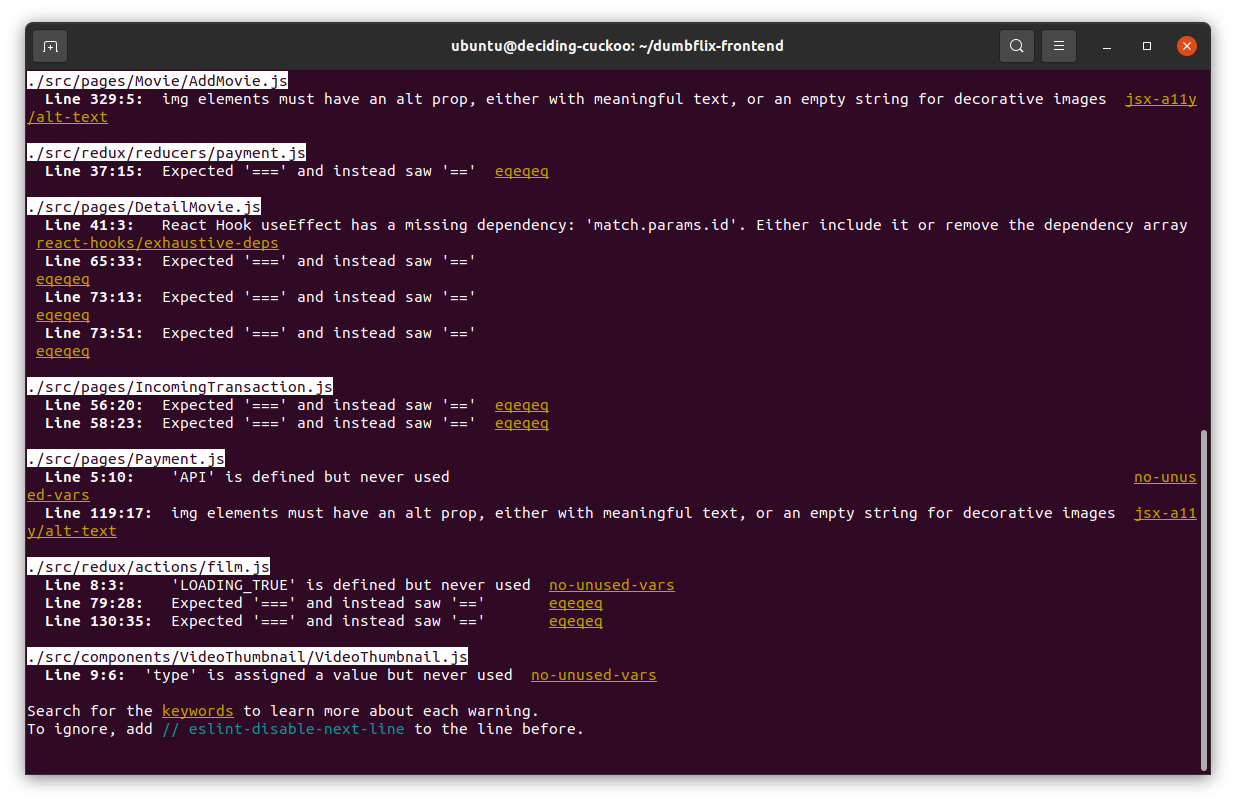 ubuntu@deciding-cuckoo: ~/dumbflix-frontend
./src/pages/Movie/AddMovie.js
  Line 329:5:  img elements must have an alt prop, either with meaningful text, or an empty string for decorative images  jsx-a11y
/alt-text
./src/redux/reducers/payment.js
  Line 37:15:  Expected '===' and instead saw '=='  eqeqeq
./src/pages/DetailMovie.js
  Line 41:3:   React Hook useEffect has a missing dependency: 'match.params.id'. Either include it or remove the dependency array
 react-hooks/exhaustive-deps
  Line 65:33:  Expected '===' and instead saw '=='
 eqeqeq
  Line 73:13:  Expected '===' and instead saw '=='
 eqeqeq
  Line 73:51:  Expected '===' and instead saw '=='
 eqeqeq
./src/pages/IncomingTransaction.js
  Line 56:20:  Expected '===' and instead saw '=='  eqeqeq
  Line 58:23:  Expected '===' and instead saw '=='  eqeqeq
./src/pages/Payment.js
  Line 5:10:    'API' is defined but never used                                                                            no-unus
ed-vars
  Line 119:17:  img elements must have an alt prop, either with meaningful text, or an empty string for decorative images  jsx-a11
y/alt-text
./src/redux/actions/film.js
  Line 8:3:     'LOADING_TRUE' is defined but never used  no-unused-vars
  Line 79:28:   Expected '===' and instead saw '=='       eqeqeq
  Line 130:35:  Expected '===' and instead saw '=='       eqeqeq
./src/components/VideoThumbnail/VideoThumbnail.js
  Line 9:6:  'type' is assigned a value but never used  no-unused-vars
Search for the keywords to learn more about each warning.
To ignore, add // eslint-disable-next-line to the line before.